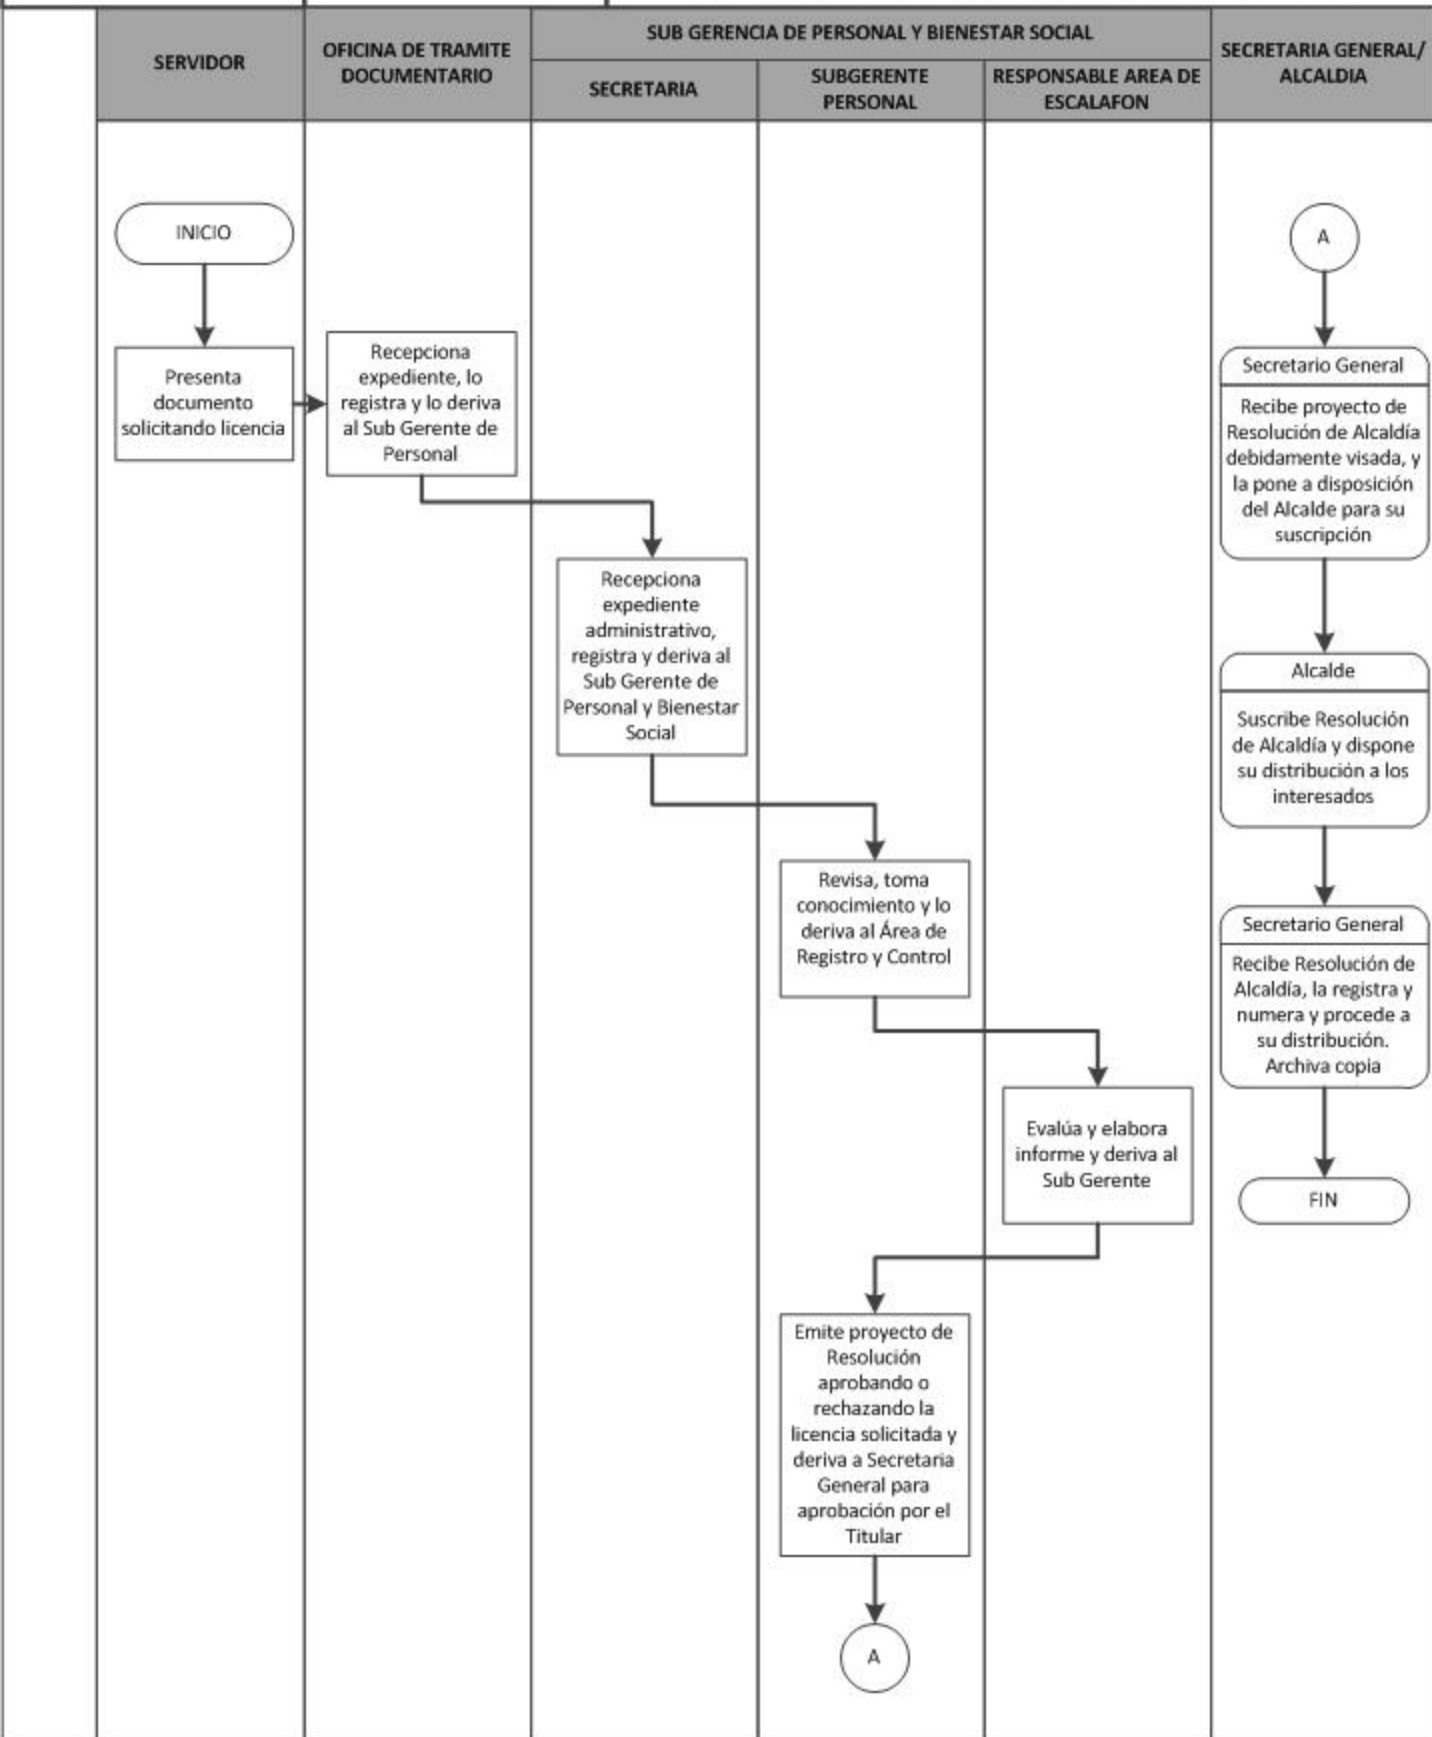 SERVIDOR
OFICINA DE TRAMITE
DOCUMENTARIO
SUB GERENCIA DE PERSONAL Y BIENESTAR SOCIAL
SECRETARIA
SUBGERENTE
PERSONAL
RESPONSABLE AREA DE
ESCALAFON
SECRETARIA GENERAL/
ALCALDIA
INICIO
Presenta
documento
solicitando licencia
Recepciona
expediente, lo
registra y lo deriva
al Sub Gerente de
Personal
Recepciona
expediente
administrativo,
registra y deriva al
Sub Gerente de
Personal y Bienestar
Social
Revisa, toma
conocimiento y lo
deriva al Área de
Registro y Control
Evalúa y elabora
informe y deriva al
Sub Gerente
Emite proyecto de
Resolución
aprobando o
rechazando la
licencia solicitada y
deriva a Secretaria
General para
aprobación por el
Titular
A
A
Secretario General
Recibe proyecto de
Resolución de Alcaldía
debidamente visada, y
la pone a disposición
del Alcalde para su
suscripción
Alcalde
Suscribe Resolución
de Alcaldía y dispone
su distribución a los
interesados
Secretario General
Recibe Resolución de
Alcaldía, la registra y
numera y procede a
su distribución.
Archiva copia
FIN